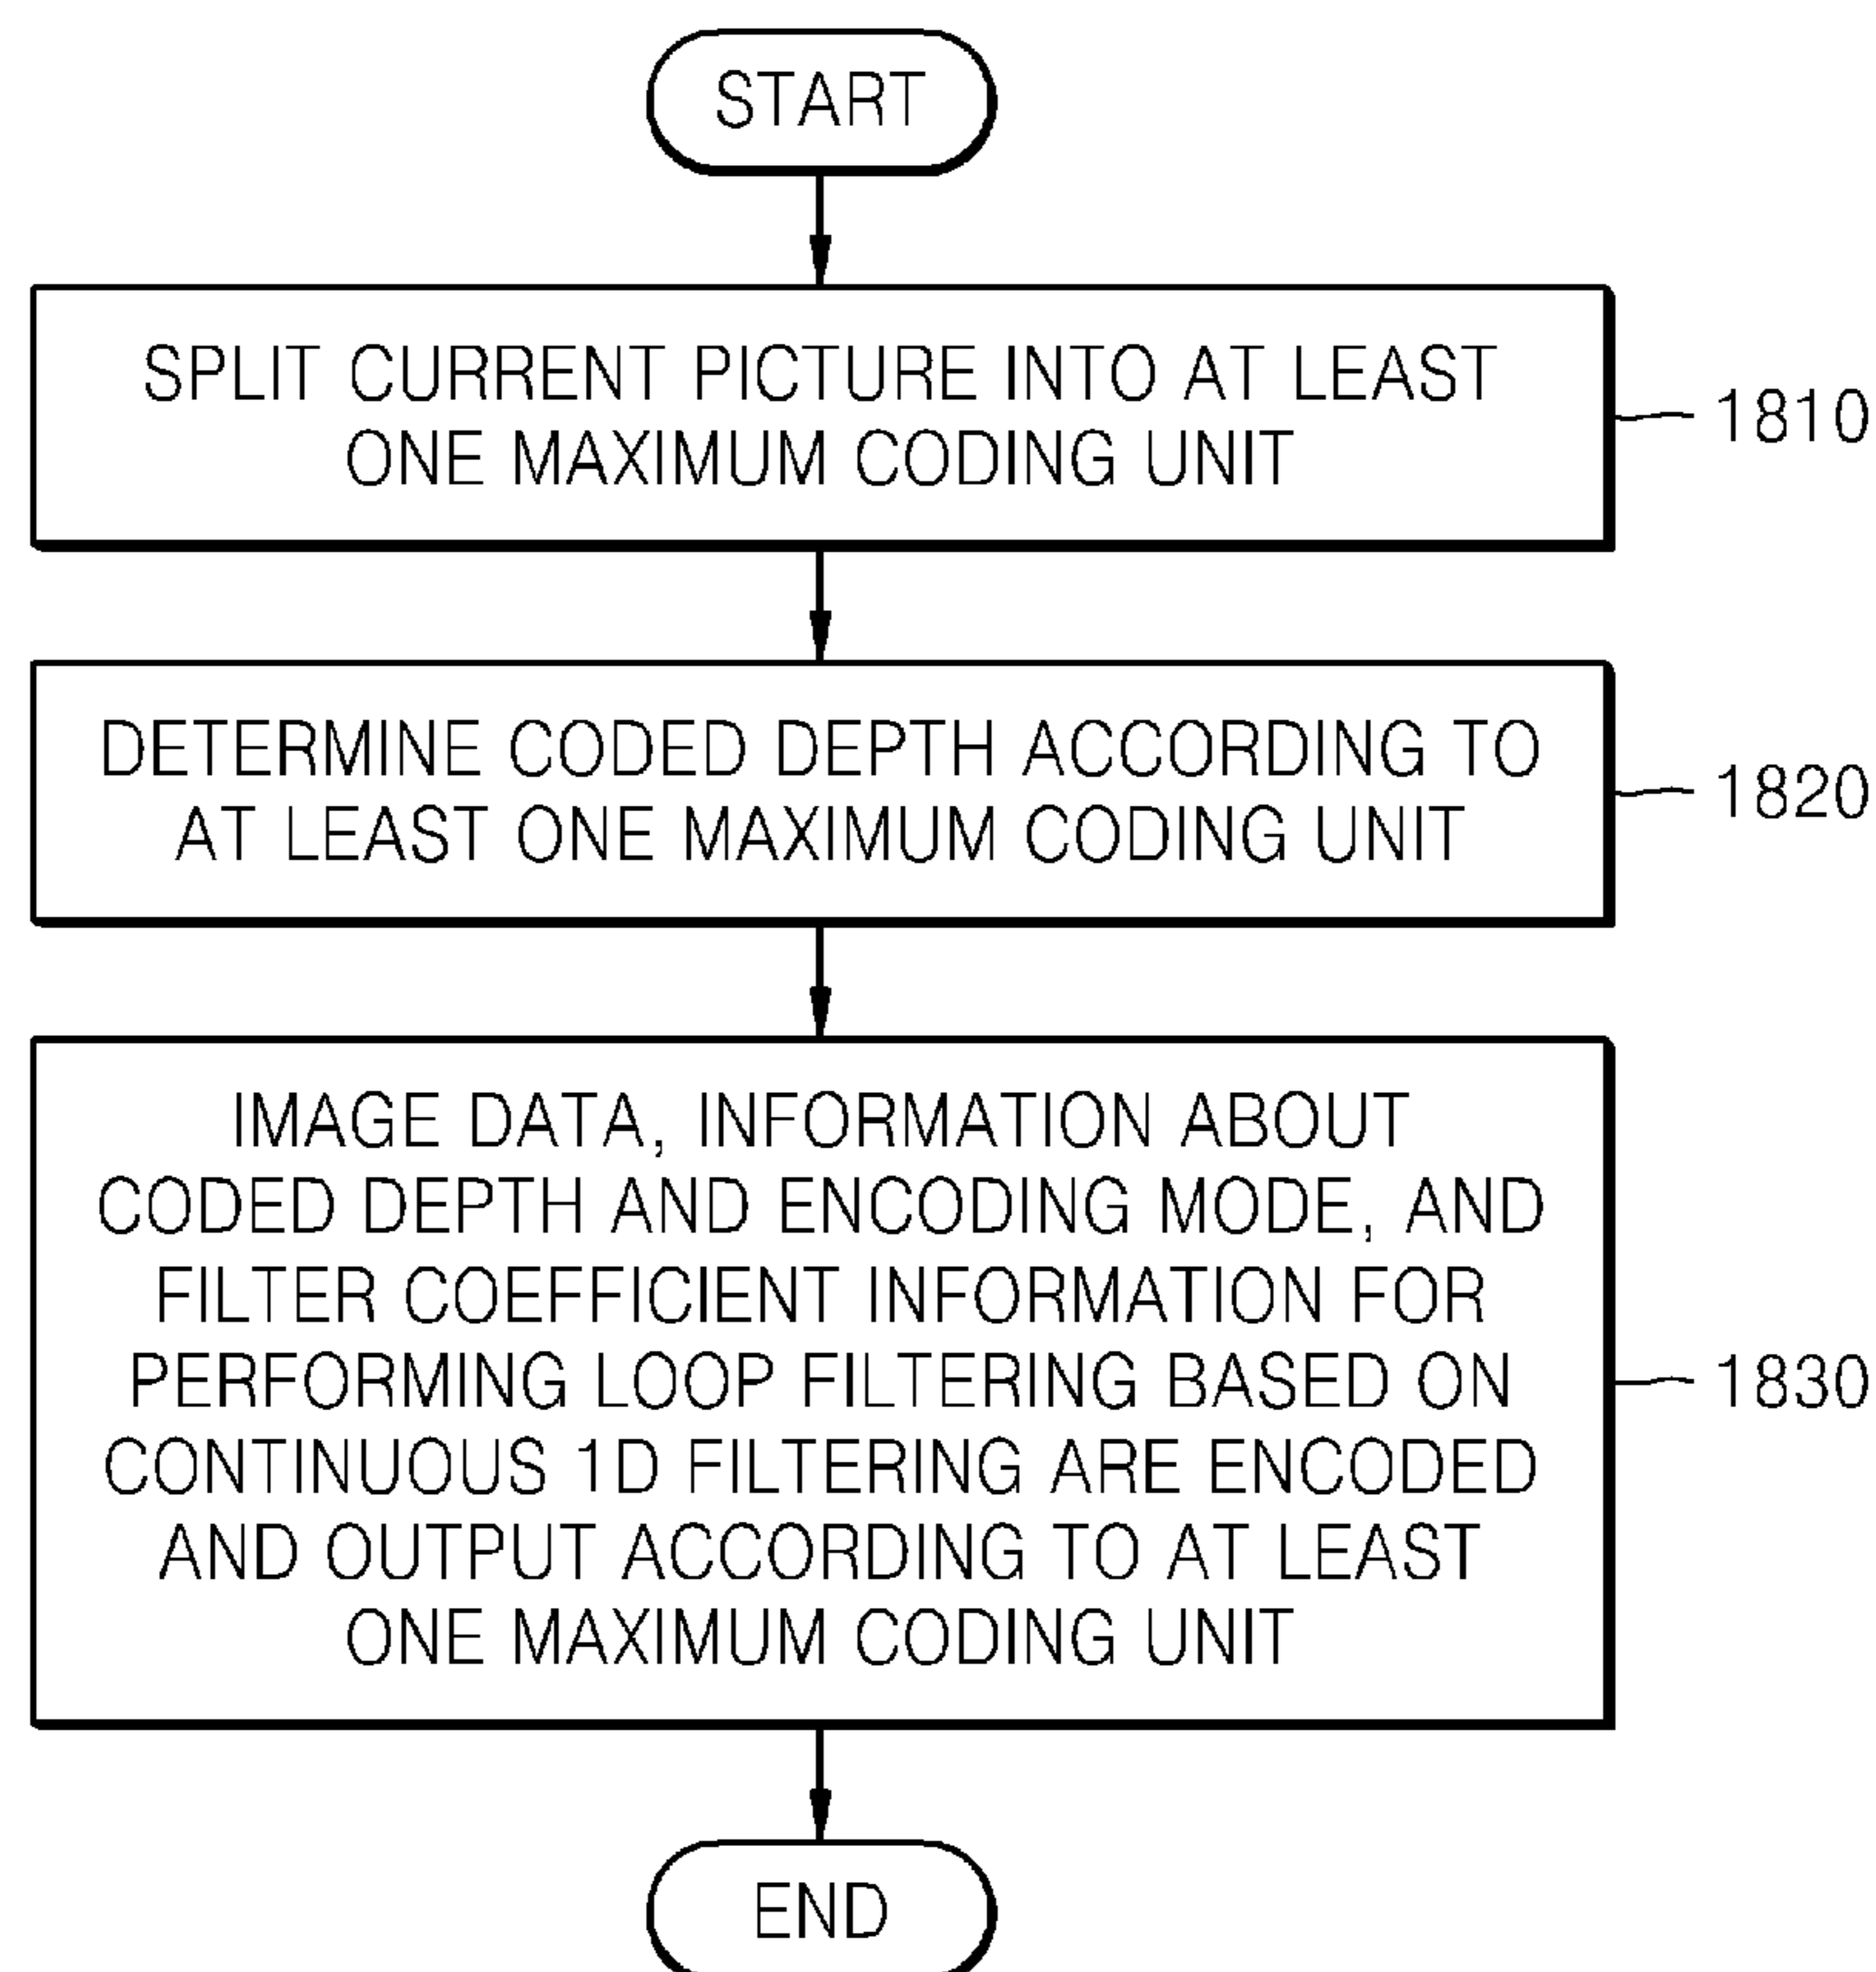 START
SPLIT CURRENT PICTURE INTO AT LEAST
ONE MAXIMUM CODING UNIT
1810
DETERMINE CODED DEPTH ACCORDING TO
AT LEAST ONE MAXIMUM CODING UNIT
1820
IMAGE DATA, INFORMATION ABOUT
CODED DEPTH AND ENCODING MODE, AND
FILTER COEFFICIENT INFORMATION FOR
PERFORMING LOOP FILTERING BASED ON
CONTINUOUS 1D FILTERING ARE ENCODED
AND OUTPUT ACCORDING TO AT LEAST
ONE MAXIMUM CODING UNIT
1830
END